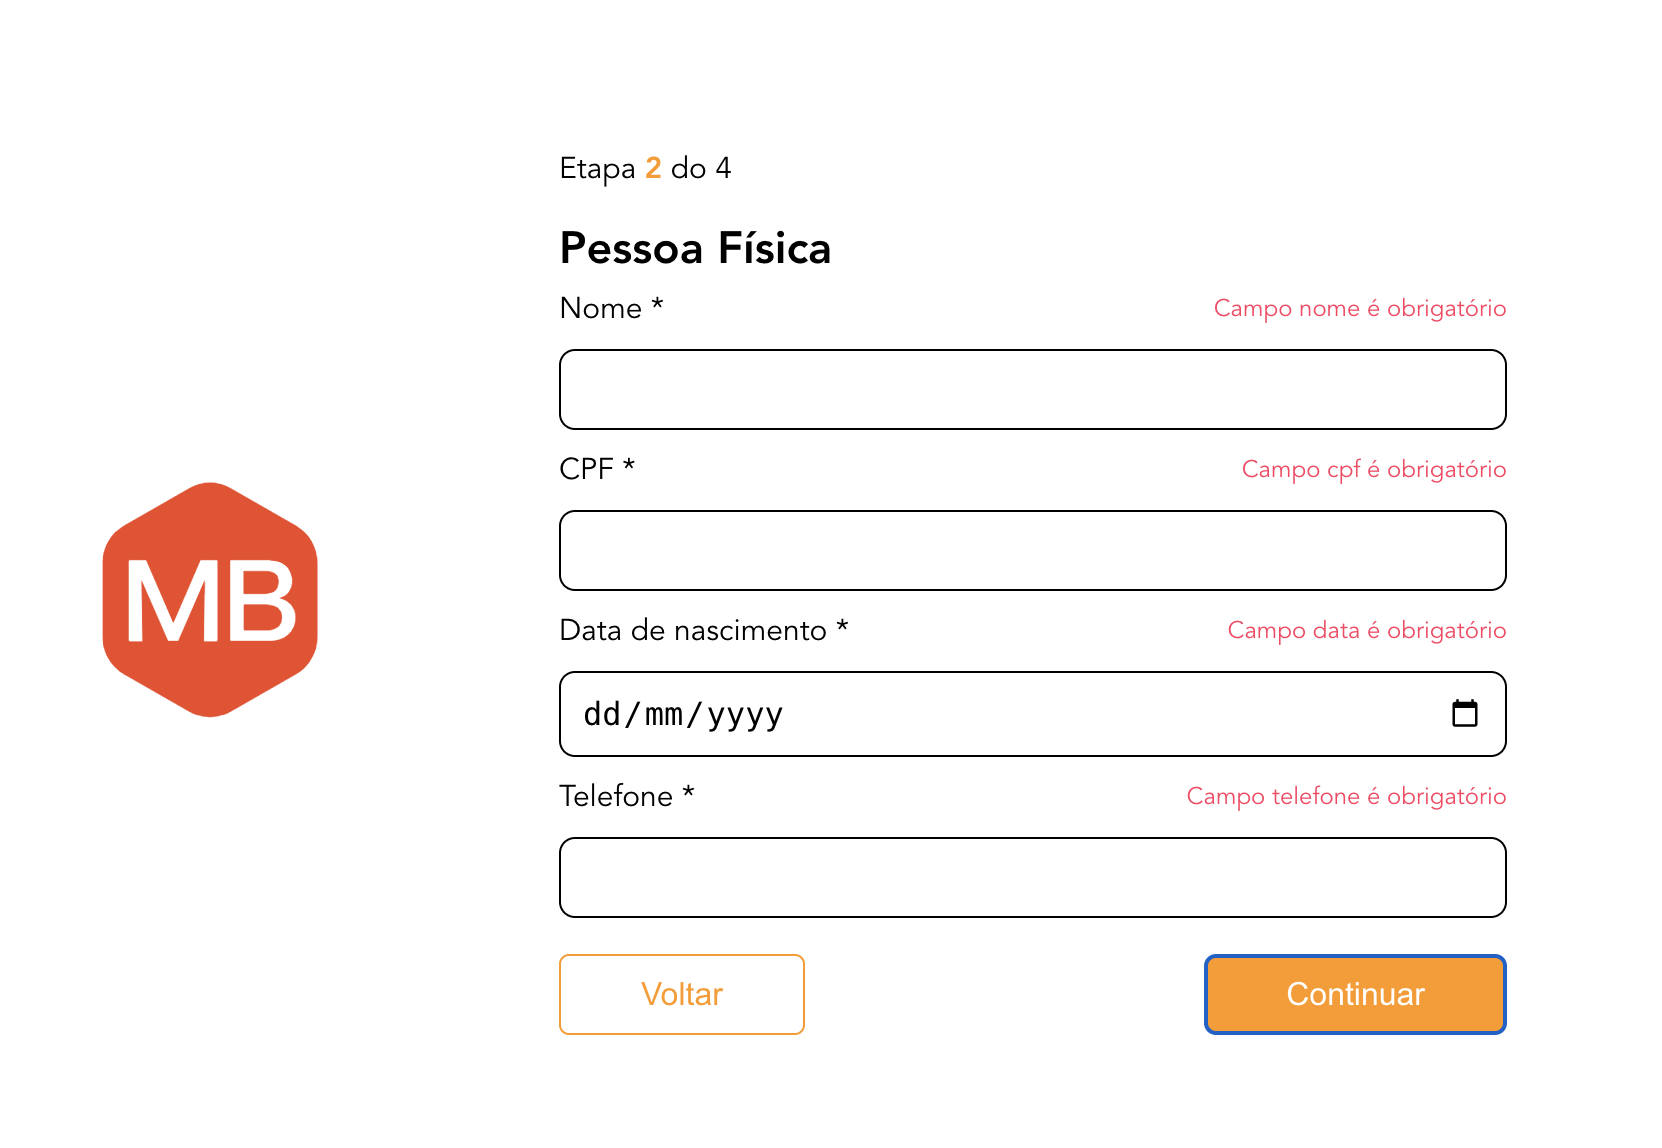 Etapa 2 do 4
Pessoa Física
Nome * Campo nome é obrigatório
CPF * Campo cpf é obrigatório
MB
Data de nascimento * Campo data é obrigatório
dd/mm/yyyy
Telefone * Campo telefone é obrigatório
Voltar Continuar